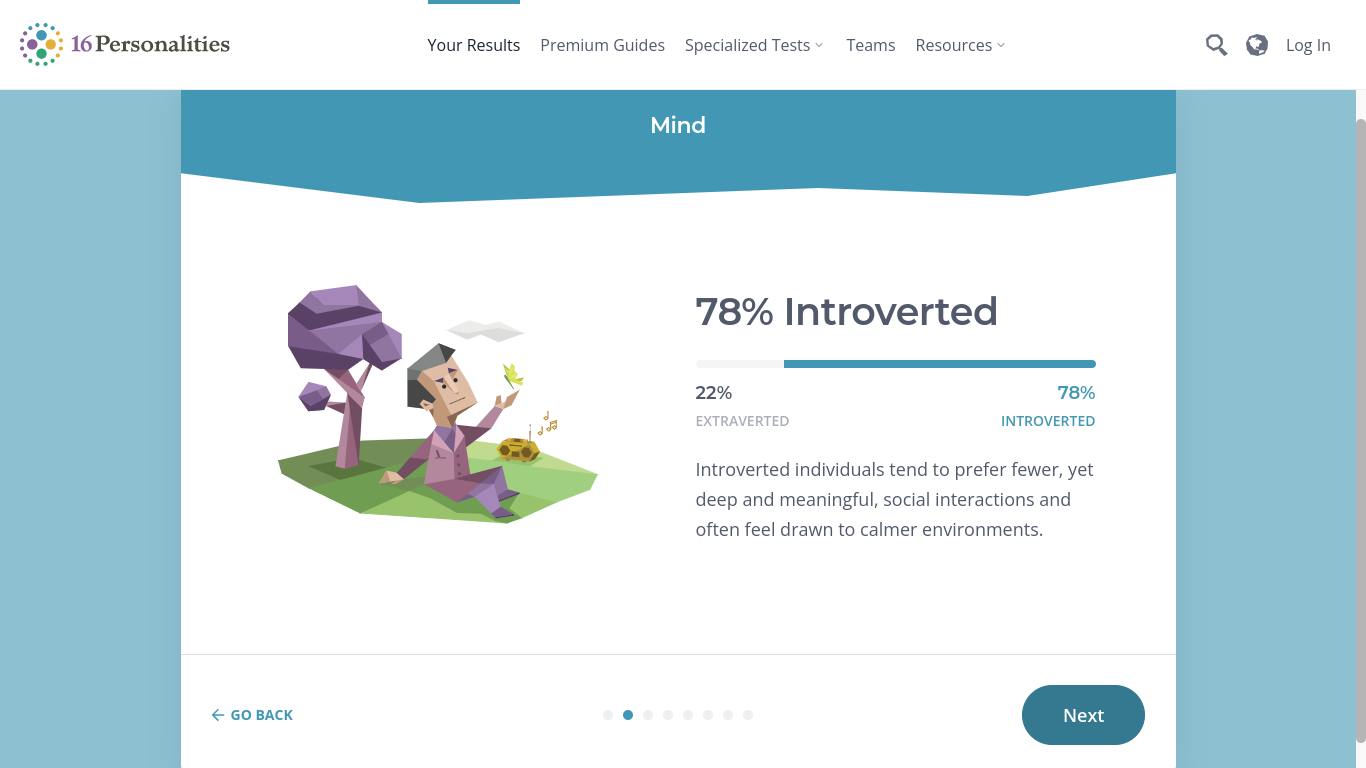 16Personalities
Your Results
Premium Guides
Specialized Tests
Teams
Resources
Log In
Mind
78% Introverted
22%
78%
EXTRAVERTED
INTROVERTED
Introverted individuals tend to prefer fewer, yet
deep and meaningful, social interactions and
often feel drawn to calmer environments.
GO BACK
Next